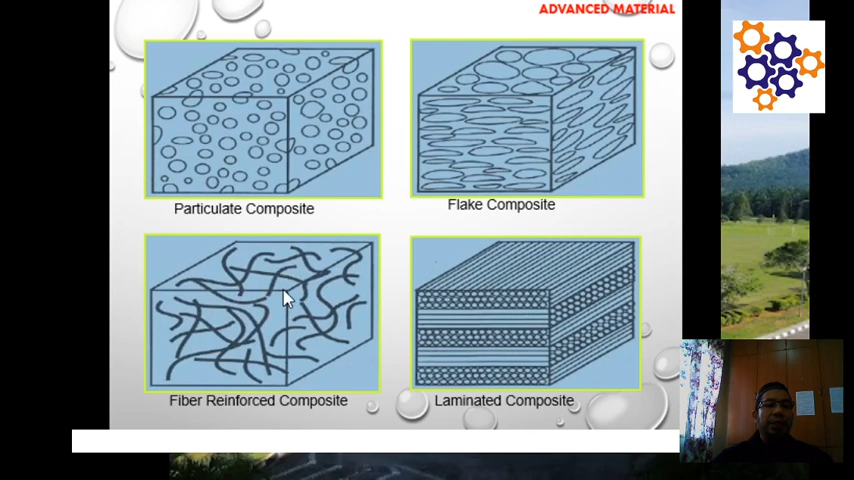 ADVANCED MATERIAL
Particulate Composite
Flake Composite
Fiber Reinforced Composite
Laminated Composite